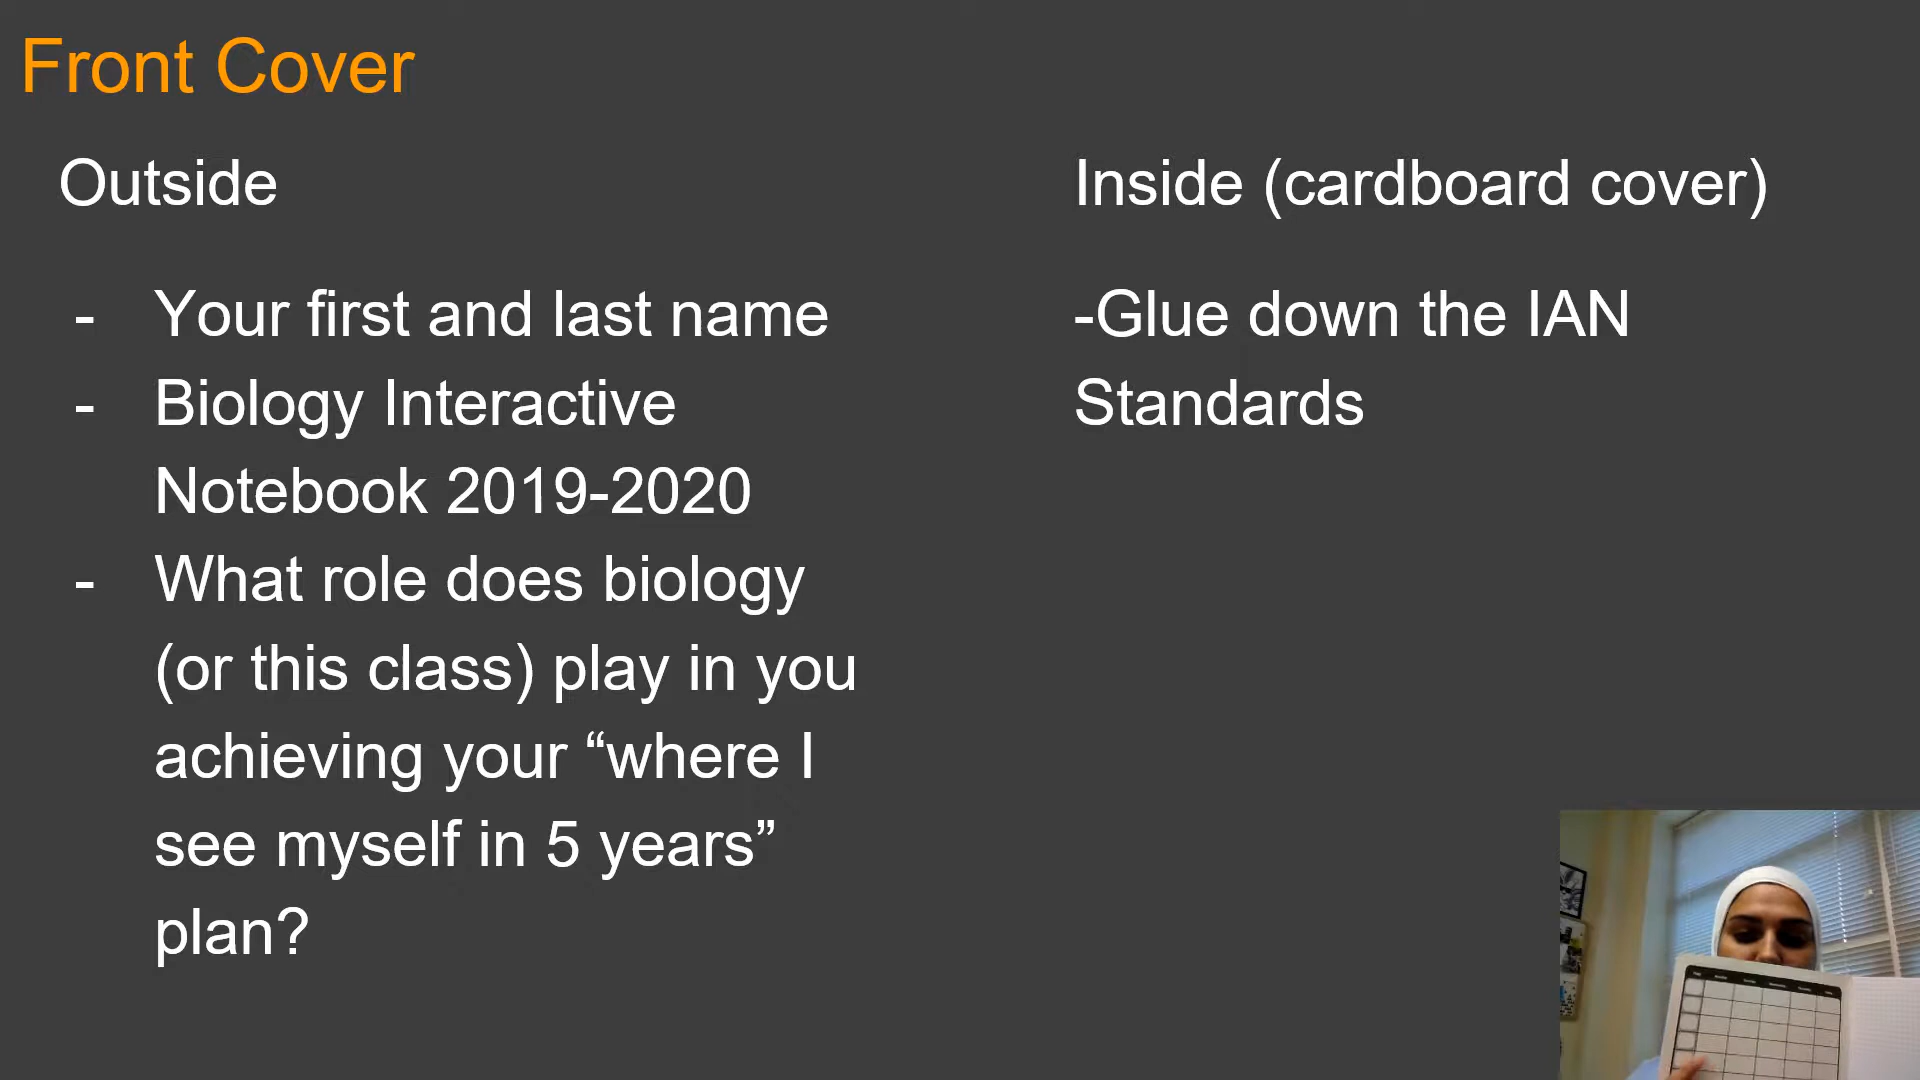 Front Cover
Outside
- Your first and last name
- Biology Interactive
Notebook 2019-2020
- What role does biology
(or this class) play in you
achieving your “where I
see myself in 5 years”
plan?
Inside (cardboard cover)
-Glue down the IAN
Standards